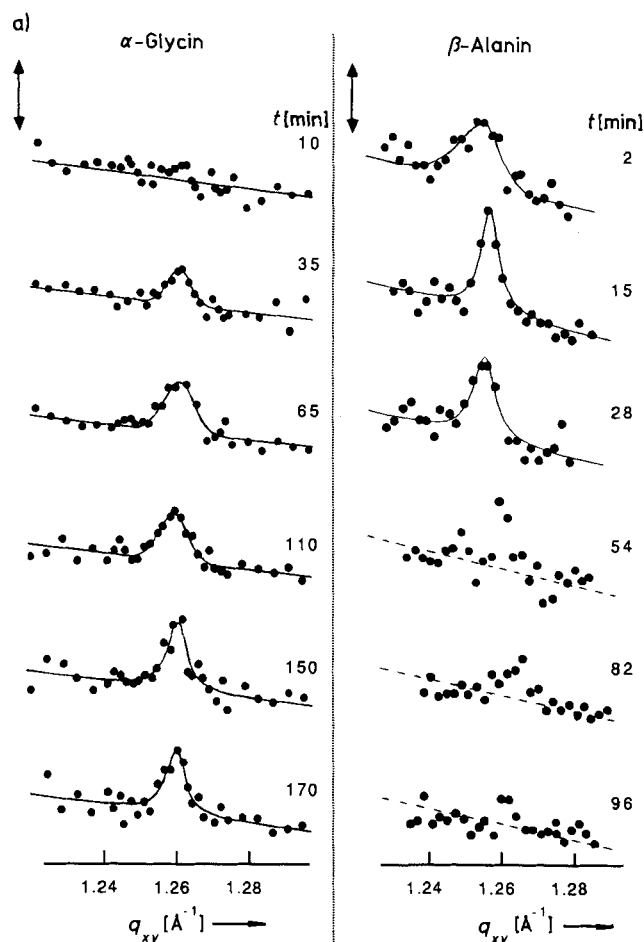 a)
α-Glycin
β-Alanin
t[min]
10
35
65
110
150
170
1.24 1.26 1.28
q_xy [Å⁻¹]
t[min]
2
15
28
54
82
96
1.24 1.26 1.28
q_xy [Å⁻¹]